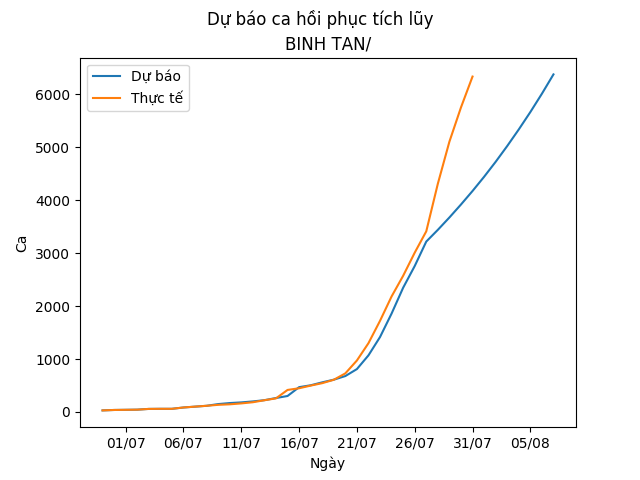 Dự báo ca hồi phục tích lũy
BINH TAN/
Dự báo
Thực tế
6000
5000
4000
3000
2000
1000
0
Ca
01/07 06/07 11/07 16/07 21/07 26/07 31/07 05/08
Ngày